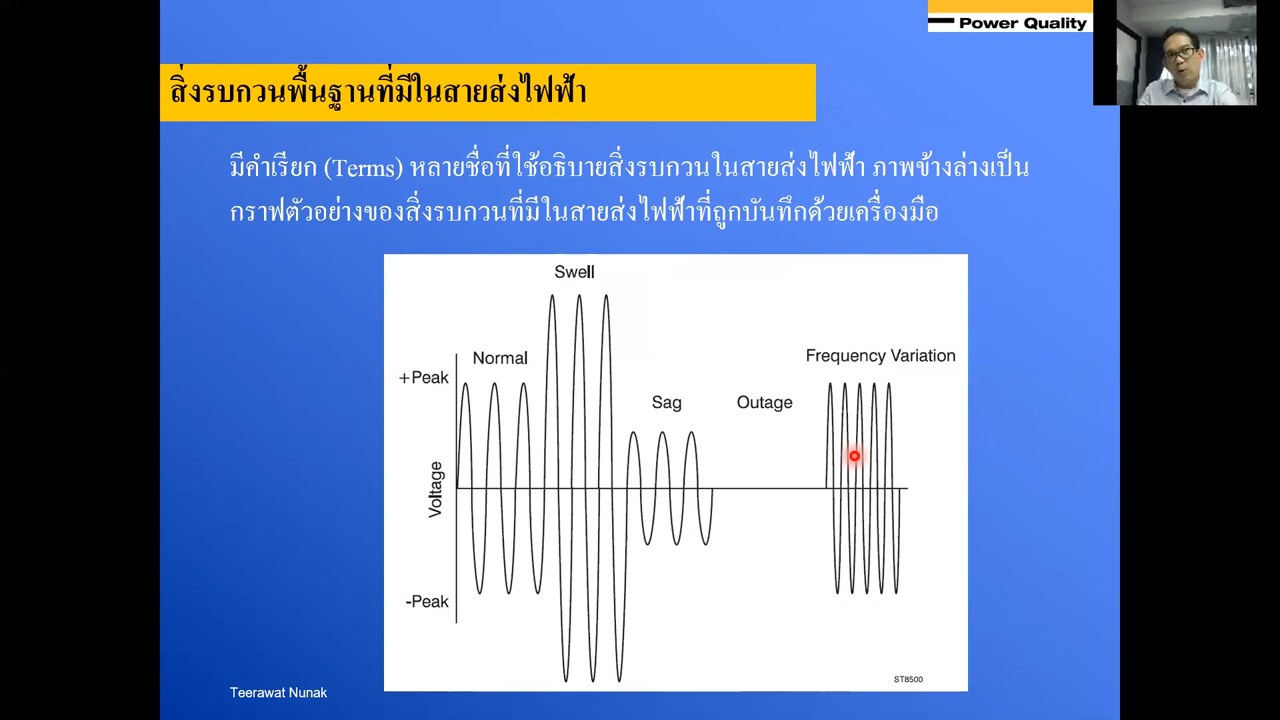 Power Quality
สิ่งรบกวนพื้นฐานที่มีในสายส่งไฟฟ้า
มีคำเรียก (Terms) หลายชื่อที่ใช้อธิบายสิ่งรบกวนในสายส่งไฟฟ้า ภาพข้างล่างเป็น
กราฟตัวอย่างของสิ่งรบกวนที่มีในสายส่งไฟฟ้าที่ถูกบันทึกด้วยเครื่องมือ
Swell
Normal
Frequency Variation
+Peak
Sag
Outage
Voltage
-Peak
ST8500
Teerawat Nunak